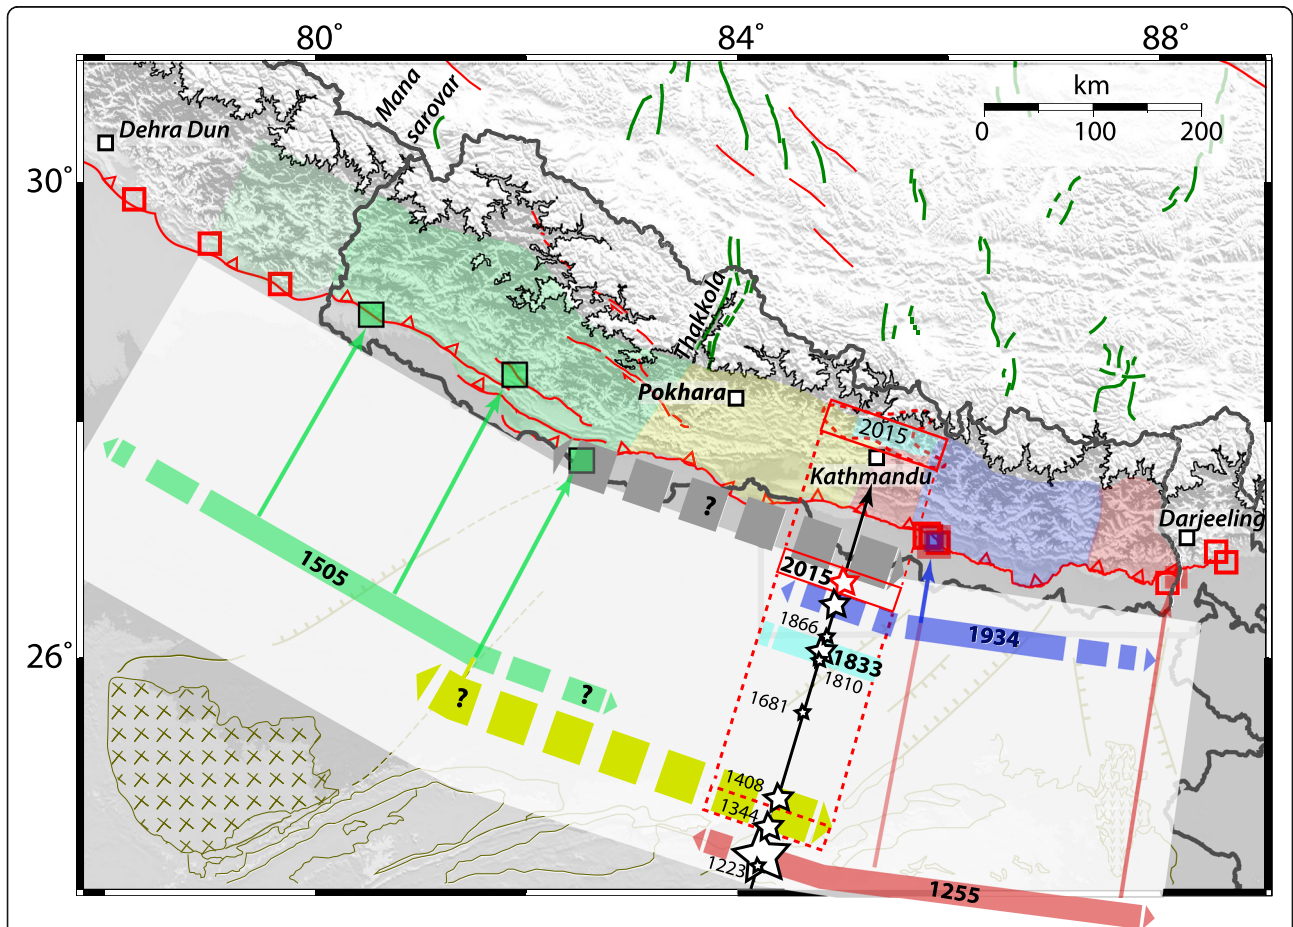 80° 84° 88°
km
0 100 200
Mana
sarovar
Dehra Dun
30°
Thakkola
Pokhara
2015
Kathmandu
?
Darjeeling
1505
2015
1866
1934
1833
1810
26°
?
?
1681
1408
1344
1223
1255